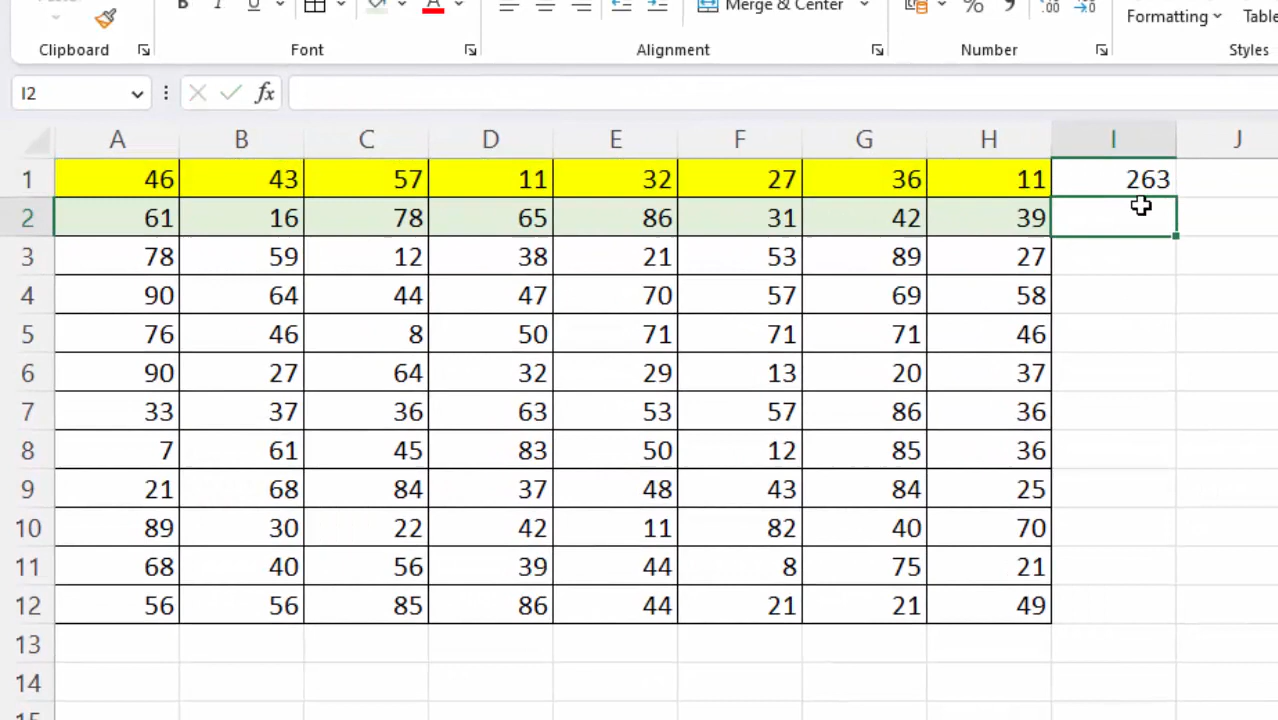 B I U A Merge & Center % 9 .00
Formatting
Table
Clipboard Font Alignment Number Styles
I2 fx
A B C D E F G H I J
1 46 43 57 11 32 27 36 11 263
2 61 16 78 65 86 31 42 39
3 78 59 12 38 21 53 89 27
4 90 64 44 47 70 57 69 58
5 76 46 8 50 71 71 71 46
6 90 27 64 32 29 13 20 37
7 33 37 36 63 53 57 86 36
8 7 61 45 83 50 12 85 36
9 21 68 84 37 48 43 84 25
10 89 30 22 42 11 82 40 70
11 68 40 56 39 44 8 75 21
12 56 56 85 86 44 21 21 49
13
14
15